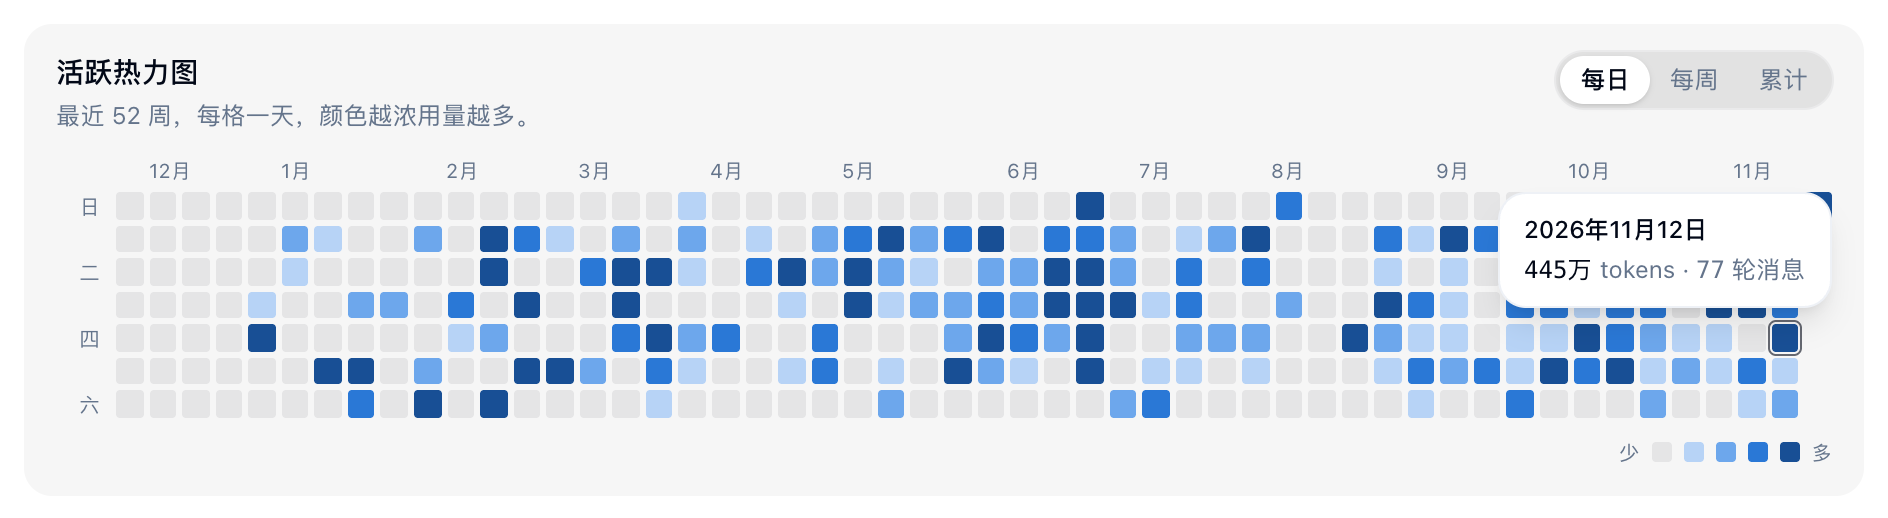 活跃热力图
每日 每周 累计
最近 52 周，每格一天，颜色越浓用量越多。
12月 1月 2月 3月 4月 5月 6月 7月 8月 9月 10月 11月
日
2026年11月12日
二
445万 tokens · 77 轮消息
四
六
少 多